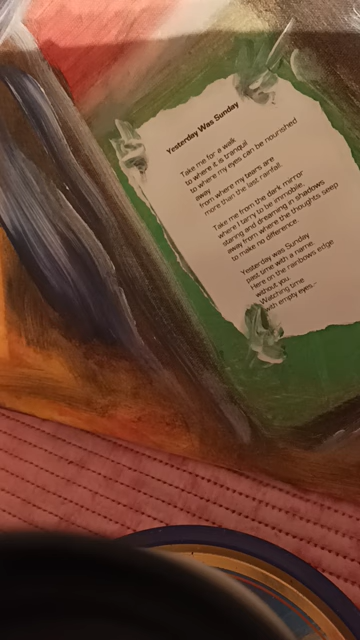 Yesterday Was Sunday
Take me for a walk
to where it is tranquil
to where my eyes can be nourished
away
from where my tears are
more than the last rainfall.
Take me from the dark mirror
where I tarry to be immobile,
staring and dreaming in shadows
away from where the thoughts seep
to make no difference.
Yesterday was Sunday
past time with a name.
Here on the rainbows edge
without you.
Watching time
with empty eyes.-